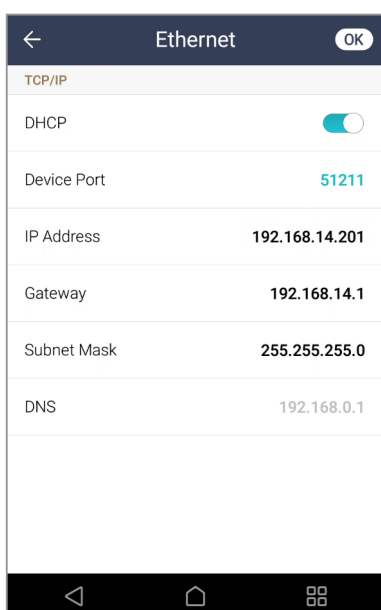 Ethernet OK
TCP/IP
DHCP
Device Port 51211
IP Address 192.168.14.201
Gateway 192.168.14.1
Subnet Mask 255.255.255.0
DNS 192.168.0.1